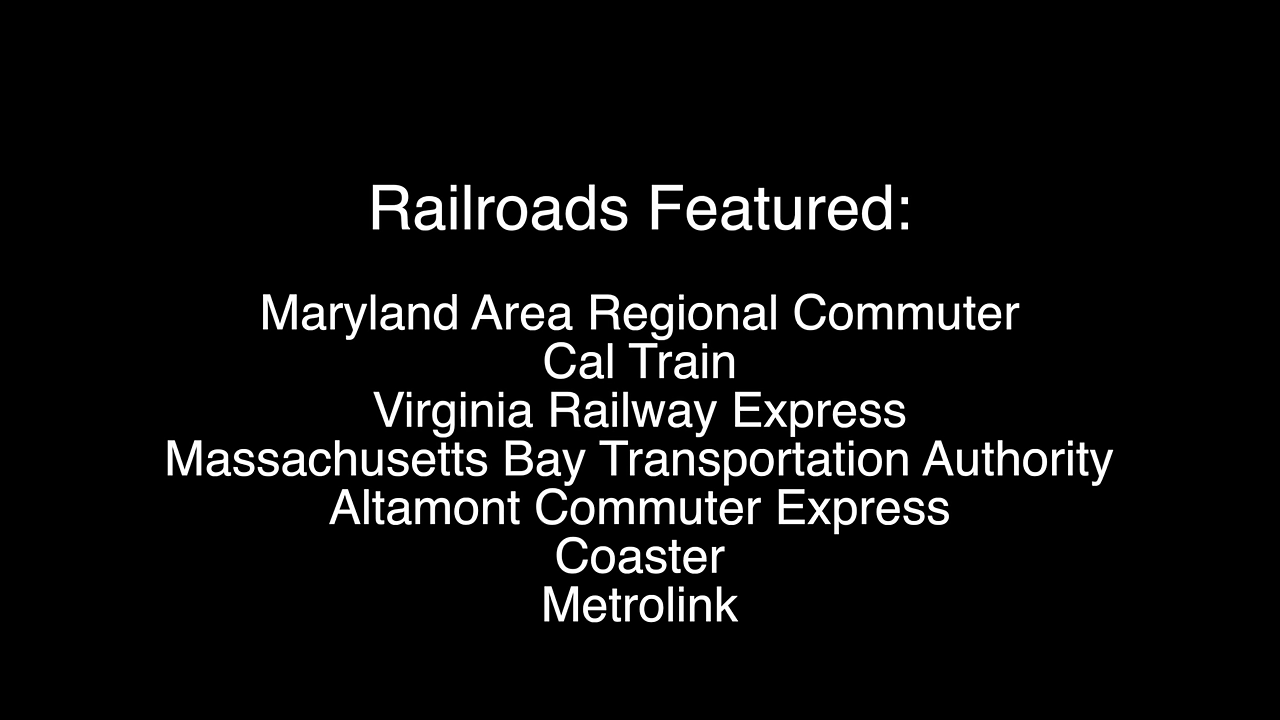 Railroads Featured:
Maryland Area Regional Commuter
Cal Train
Virginia Railway Express
Massachusetts Bay Transportation Authority
Altamont Commuter Express
Coaster
Metrolink